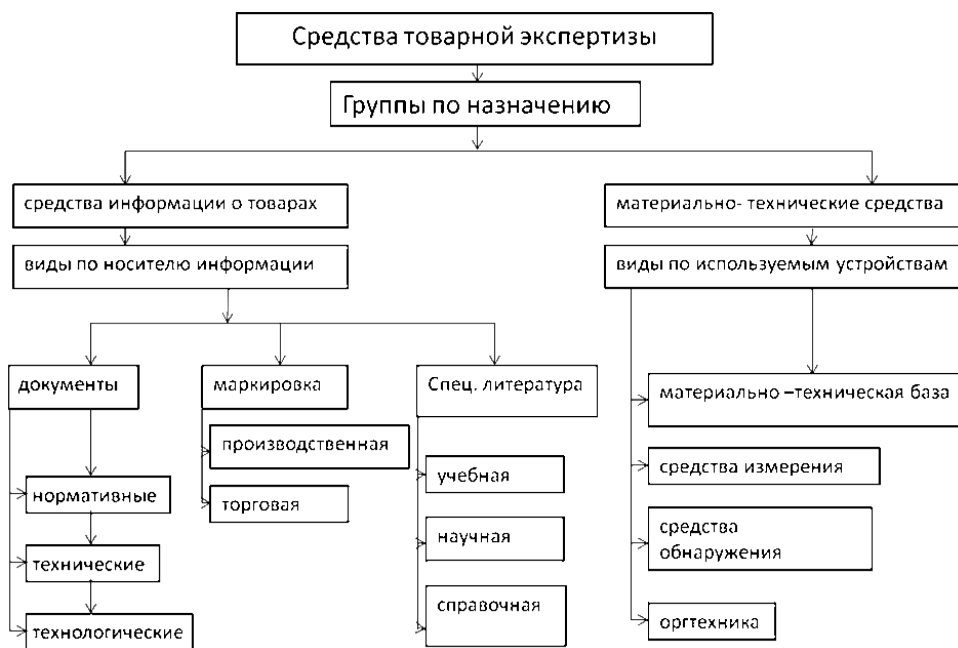 Средства товарной экспертизы
Группы по назначению
средства информации о товарах
материально- технические средства
виды по носителю информации
виды по используемым устройствам
документы
маркировка
Спец. литература
материально –техническая база
производственная
средства измерения
учебная
нормативные
торговая
средства
обнаружения
научная
технические
справочная
оргтехника
технологические